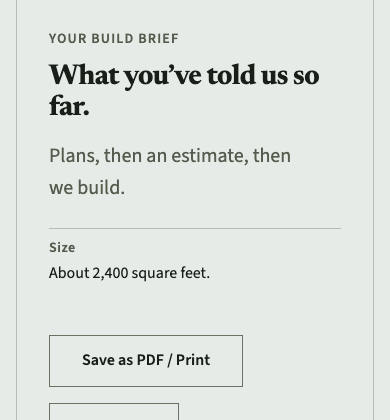 YOUR BUILD BRIEF
What you’ve told us so
far.
Plans, then an estimate, then
we build.
Size
About 2,400 square feet.
Save as PDF / Print